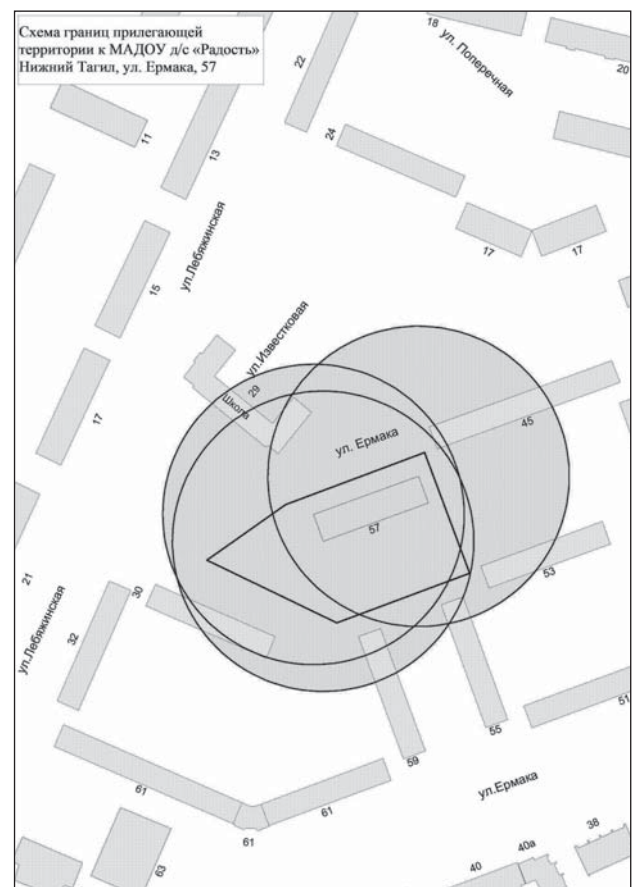 Схема границ прилегающей
территории к МАДОУ д/с «Радость»
Нижний Тагил, ул. Ермака, 57
18
ул. Поперечная
20
22
24
11
13
17
17
ул.Лебяжинская
15
ул.Известковая
29
Школа
17
45
ул. Ермака
57
53
21
30
32
ул.Лебяжинская
51
55
59
61
61
61
ул.Ермака
63
40
40а
38